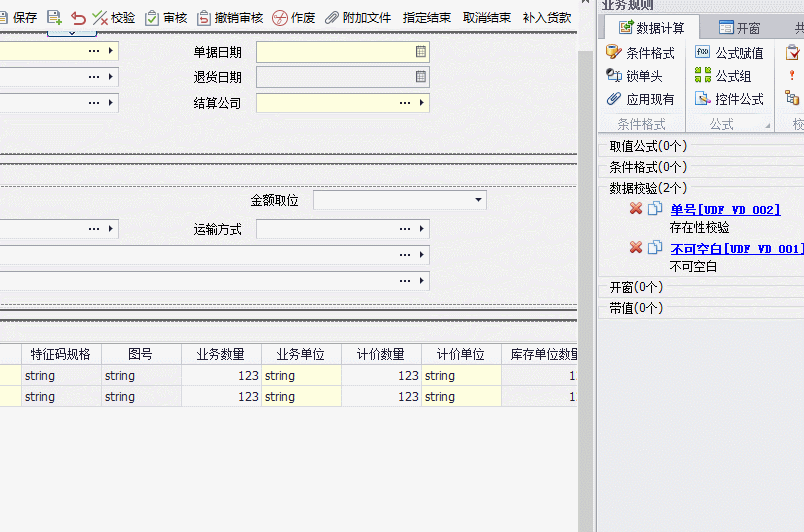 业务规则
保存 校验 审核 撤销审核 作废 附加文件 指定结束 取消结束 补入货款
数据计算 开窗
条件格式 公式赋值
锁单头 公式组
应用现有 控件公式
条件格式 公式 校
单据日期
退货日期
结算公司
取值公式(0个)
条件格式(0个)
数据校验(2个)
单号[UDF_VD_002]
存在性校验
不可空白[UDF_VD_001]
不可空白
开窗(0个)
带值(0个)
金额取位
运输方式
特征码规格 图号 业务数量 业务单位 计价数量 计价单位 库存单位数量
string string 123 string 123 string 1
string string 123 string 123 string 1